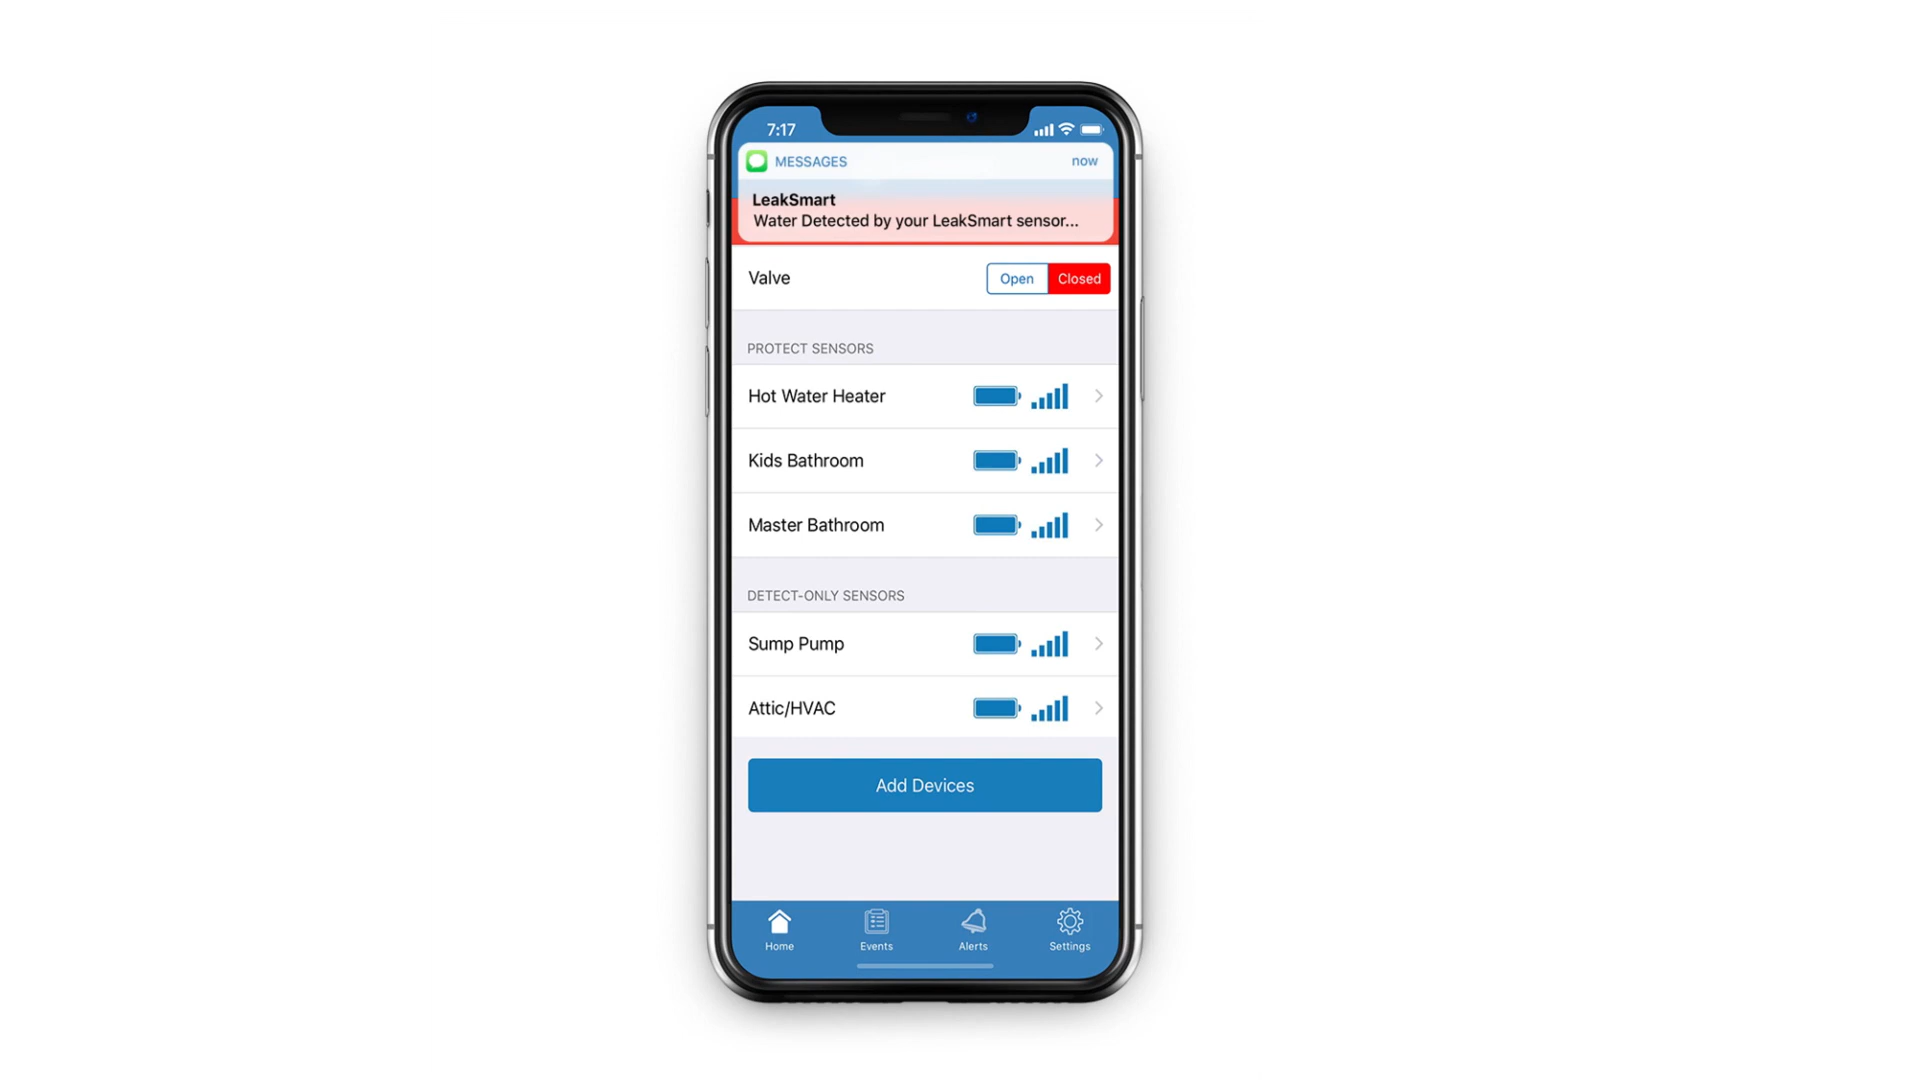 7:17
MESSAGES now
LeakSmart
Water Detected by your LeakSmart sensor...
Valve Open Closed
PROTECT SENSORS
Hot Water Heater
Kids Bathroom
Master Bathroom
DETECT-ONLY SENSORS
Sump Pump
Attic/HVAC
Add Devices
Home Events Alerts Settings